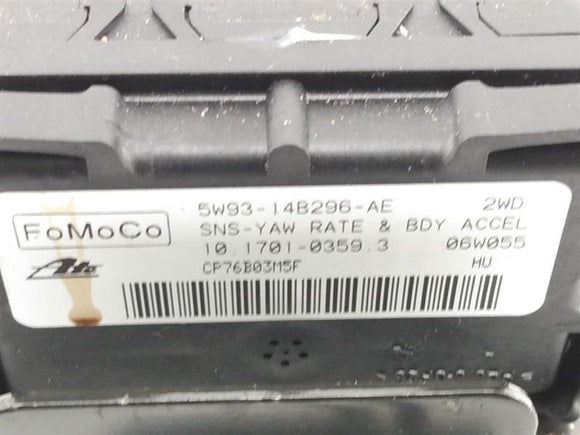 5W93-14B296-AE 2WD
FoMoCo SNS-YAW RATE & BDY ACCEL
10.1701-0359.3 06W055
Ate CP76B03M5F HU